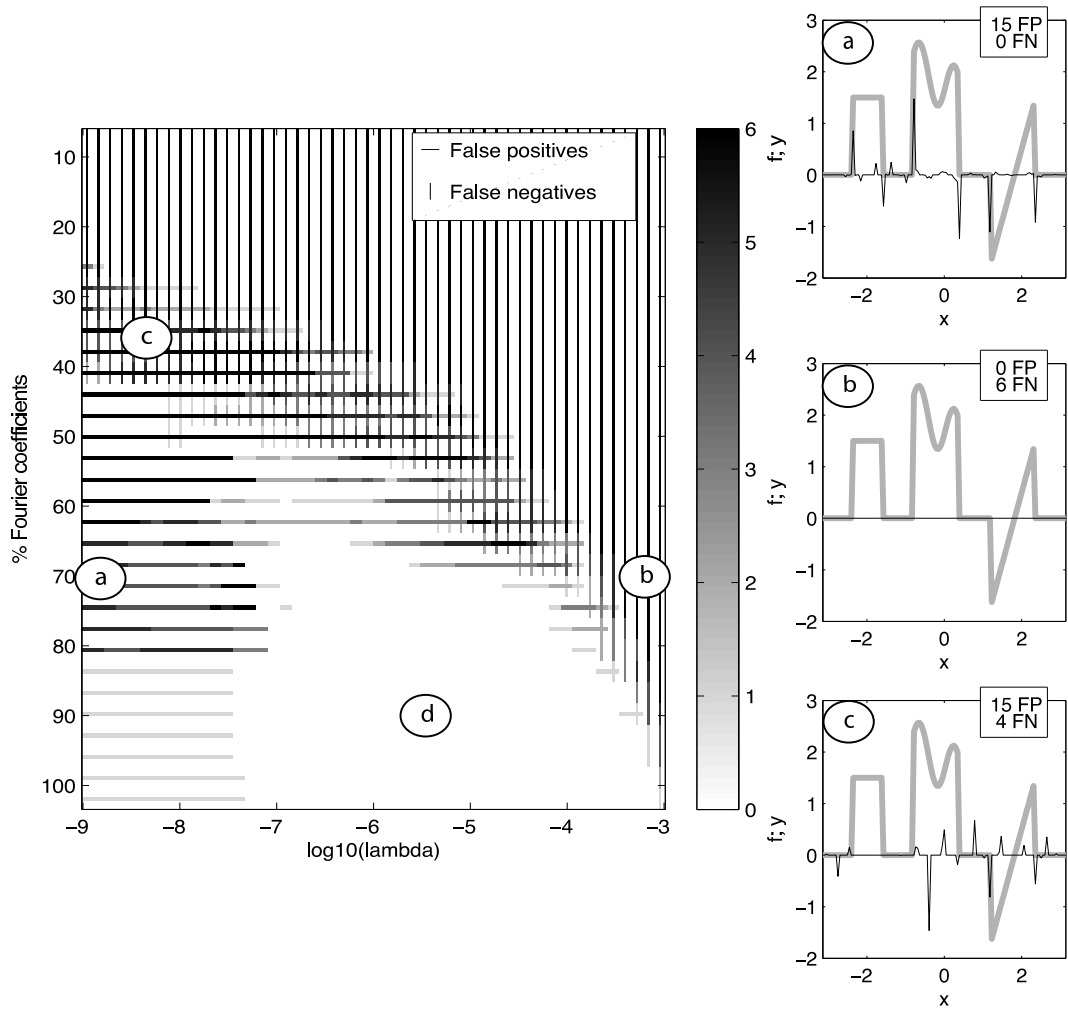 % Fourier coefficients
10
20
30
40
50
60
70
80
90
100
−9
−8
−7
−6
−5
−4
−3
log10(lambda)
False positives
False negatives
c
a
b
d
6
5
4
3
2
1
0
a
15 FP
0 FN
f; y
3
2
1
0
−1
−2
−2
0
2
x
b
0 FP
6 FN
f; y
3
2
1
0
−1
−2
−2
0
2
x
c
15 FP
4 FN
f; y
3
2
1
0
−1
−2
−2
0
2
x